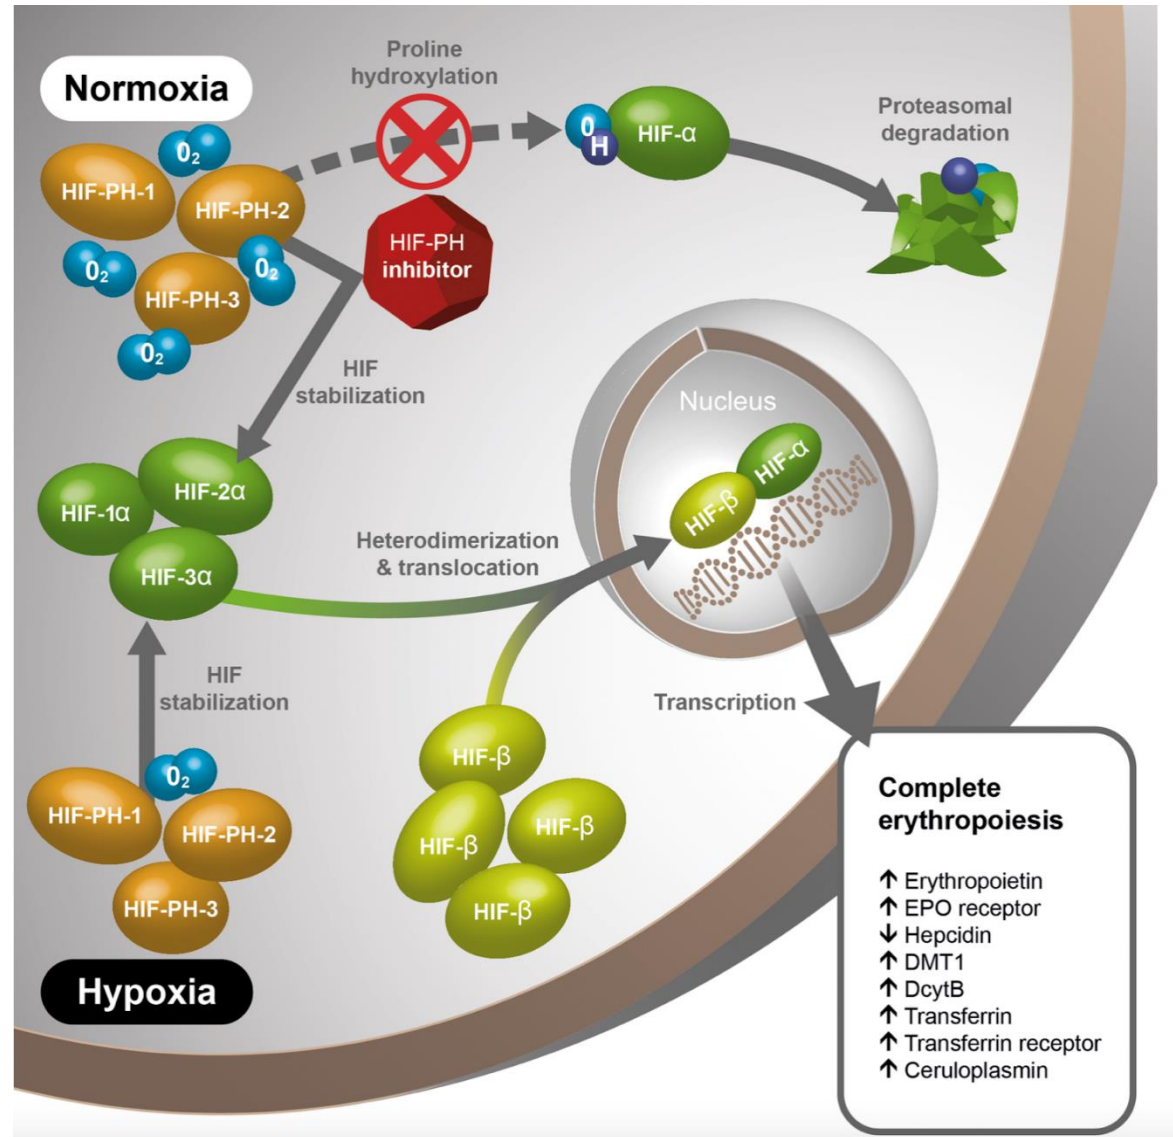 Normoxia
Proline
hydroxylation
O₂
HIF-PH-1
HIF-PH-2
O₂
O₂
HIF-PH-3
O₂
HIF-PH
inhibitor
O
H
HIF-α
Proteasomal
degradation
HIF
stabilization
HIF-1α
HIF-2α
HIF-3α
Heterodimerization
& translocation
Nucleus
HIF-β
HIF-α
HIF
stabilization
O₂
HIF-PH-1
HIF-PH-2
HIF-PH-3
Hypoxia
HIF-β
HIF-β
HIF-β
HIF-β
Transcription
Complete
erythropoiesis
↑ Erythropoietin
↑ EPO receptor
↓ Hepcidin
↑ DMT1
↑ DcytB
↑ Transferrin
↑ Transferrin receptor
↑ Ceruloplasmin